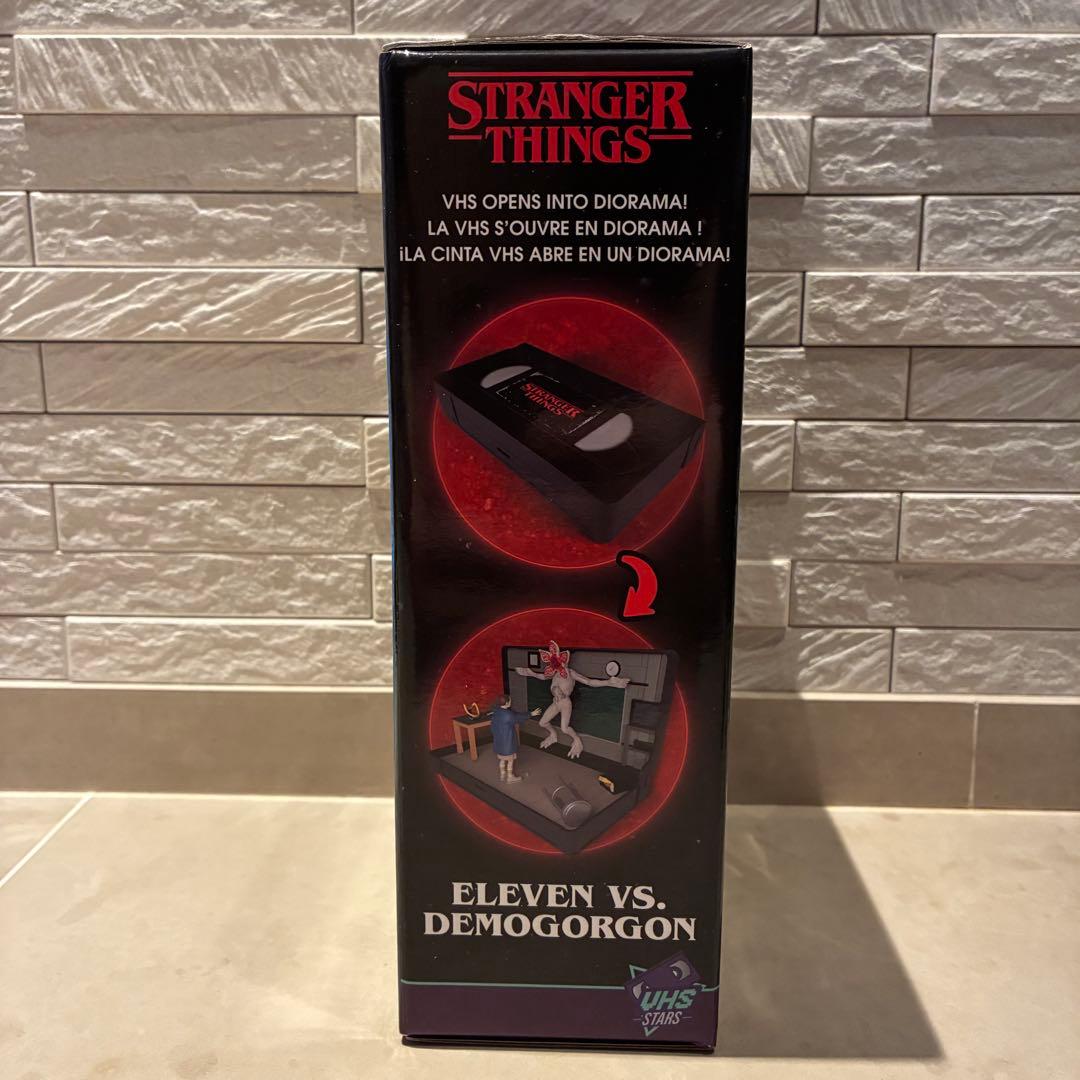 STRANGER
THINGS
VHS OPENS INTO DIORAMA!
LA VHS S'OUVRE EN DIORAMA !
¡LA CINTA VHS ABRE EN UN DIORAMA!
STRANGER
THINGS
ELEVEN VS.
DEMOGORGON
VHS
STARS